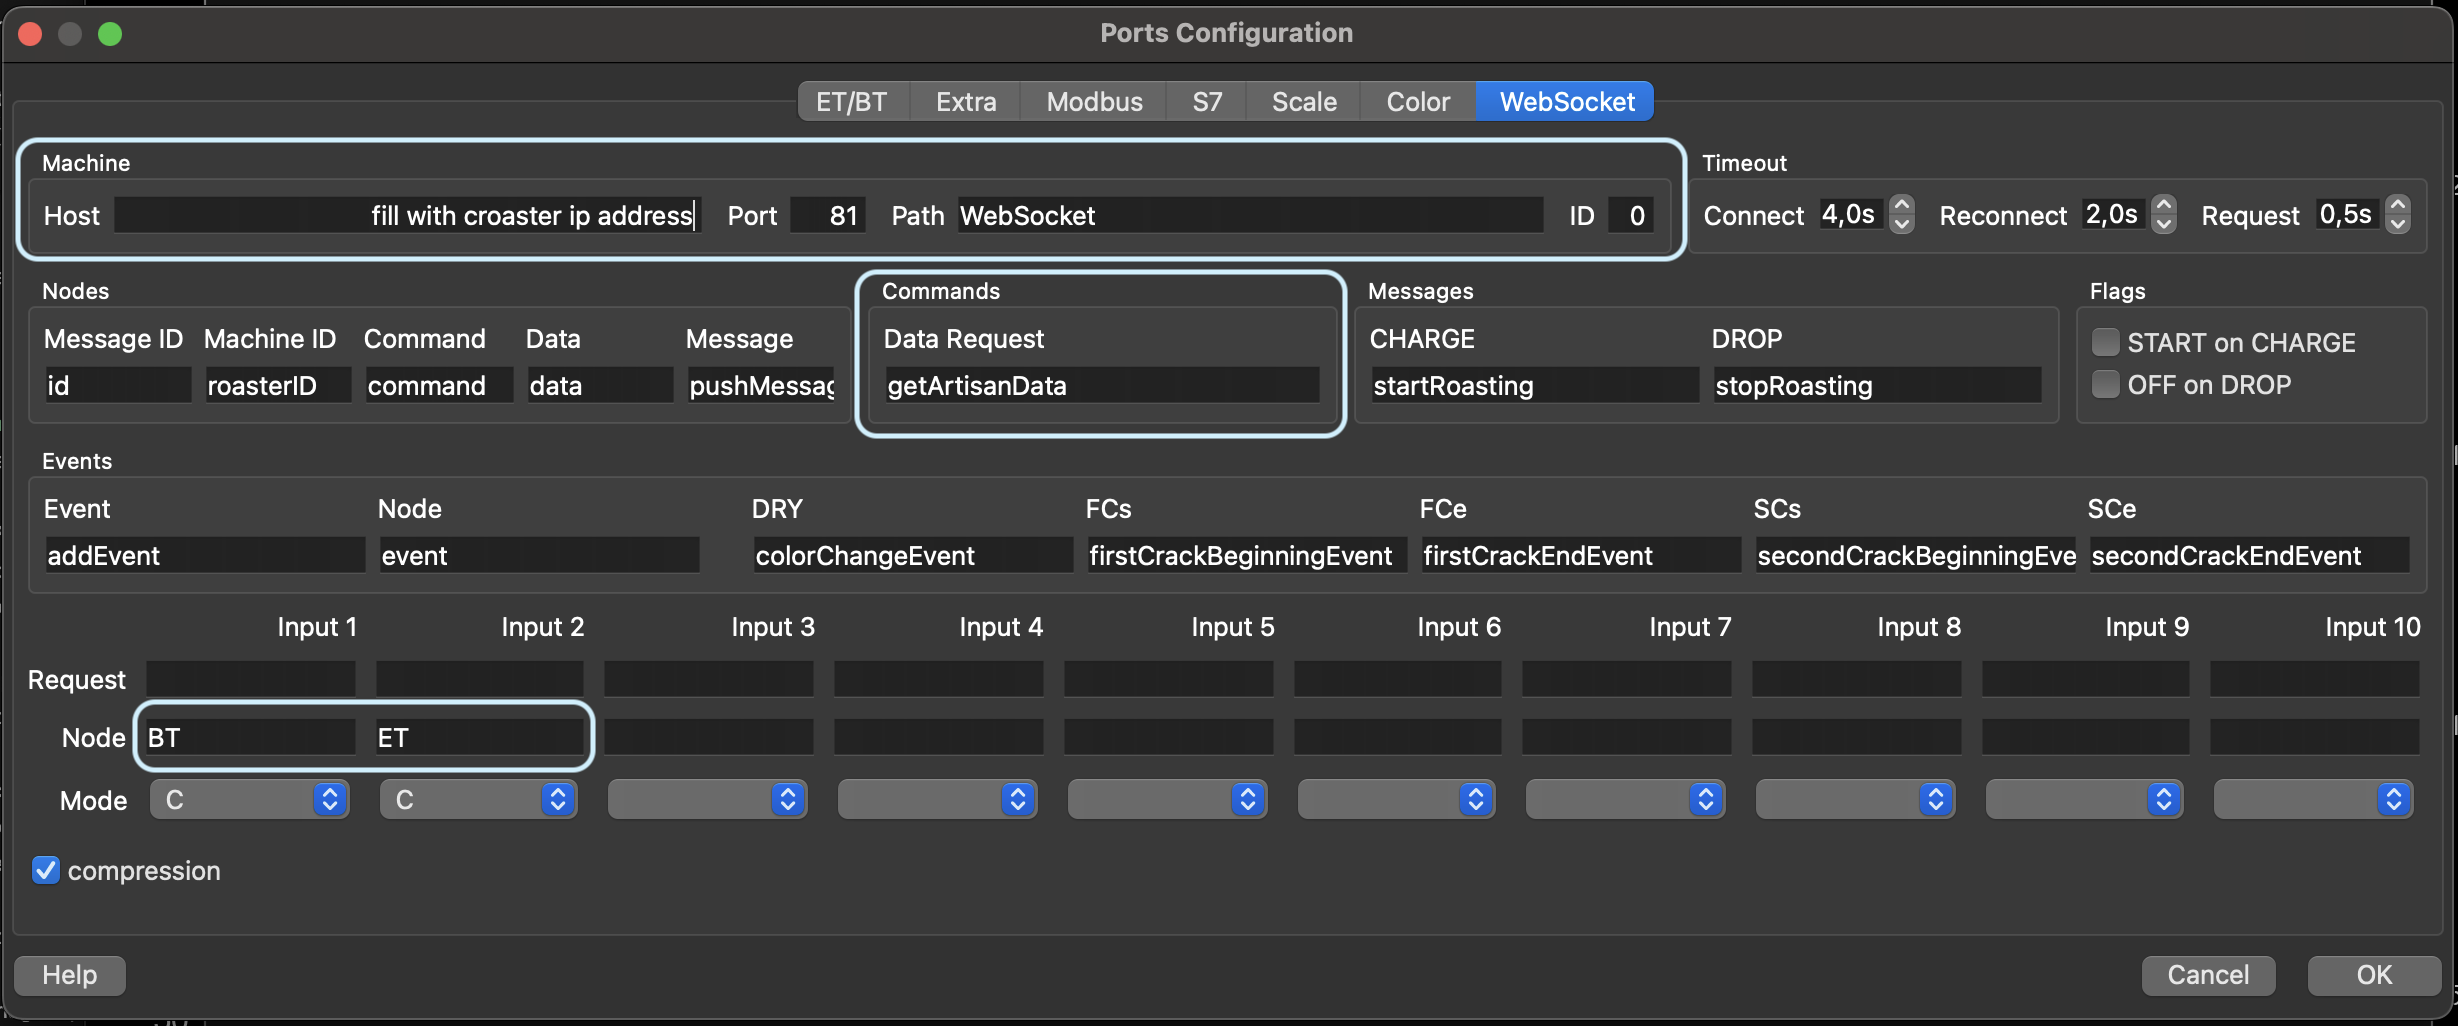 Ports Configuration
ET/BT Extra Modbus S7 Scale Color WebSocket
Machine
Host fill with croaster ip address Port 81 Path WebSocket ID 0
Timeout
Connect 4,0s Reconnect 2,0s Request 0,5s
Nodes
Message ID Machine ID Command Data Message
id roasterID command data pushMessag
Commands
Data Request
getArtisanData
Messages
CHARGE DROP
startRoasting stopRoasting
Flags
START on CHARGE
OFF on DROP
Events
Event Node DRY FCs FCe SCs SCe
addEvent event colorChangeEvent firstCrackBeginningEvent firstCrackEndEvent secondCrackBeginningEve secondCrackEndEvent
Input 1 Input 2 Input 3 Input 4 Input 5 Input 6 Input 7 Input 8 Input 9 Input 10
Request
Node BT ET
Mode C C
compression
Help Cancel OK